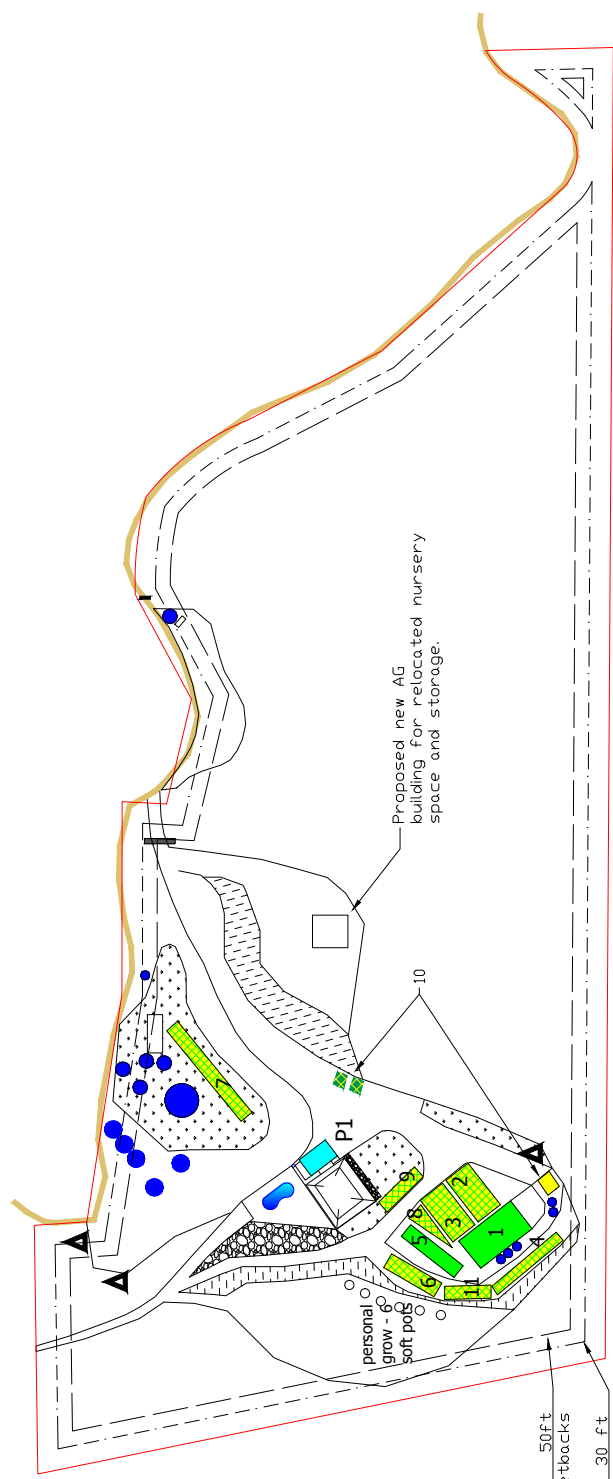 Proposed new AG
building for relocated nursery
space and storage.
10
7
P1
9
2
8
3
1
5
4
6
11
personal
grow - 6
soft pots
50ft
tbacks
30 ft